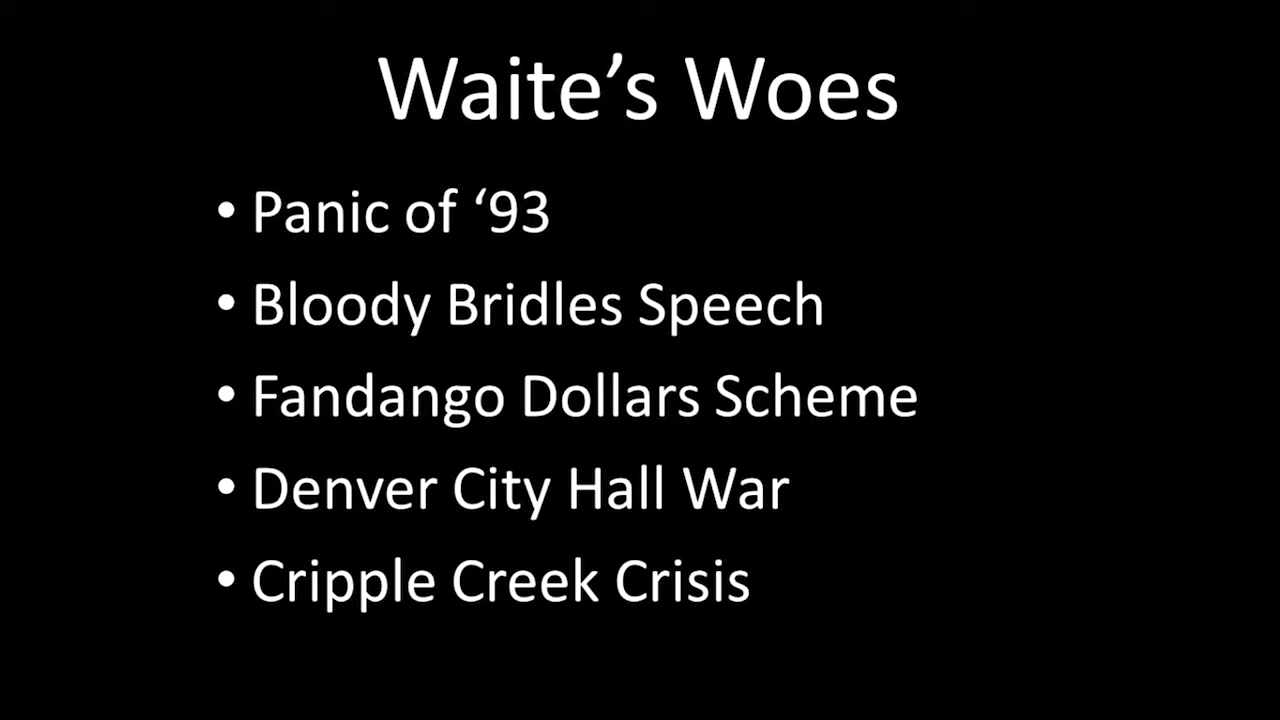 Waite’s Woes
• Panic of ‘93
• Bloody Bridles Speech
• Fandango Dollars Scheme
• Denver City Hall War
• Cripple Creek Crisis